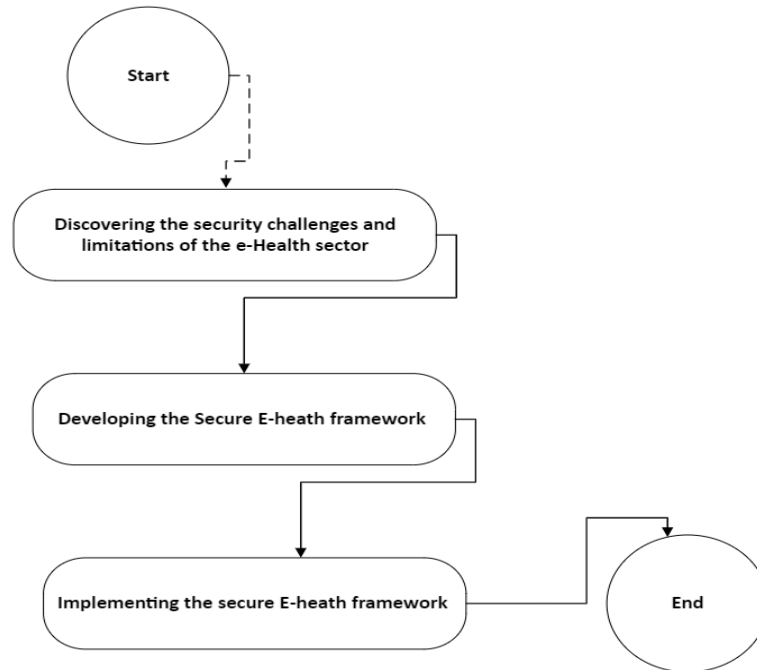 Start
Discovering the security challenges and
limitations of the e-Health sector
Developing the Secure E-heath framework
Implementing the secure E-heath framework
End